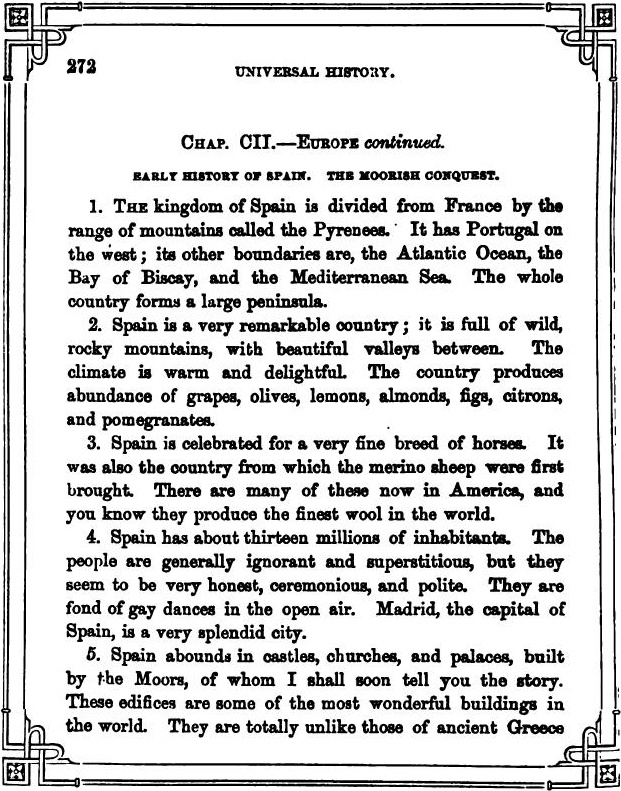 272
UNIVERSAL HISTORY.
CHAP. CII.—EUROPE continued.
EARLY HISTORY OF SPAIN. THE MOORISH CONQUEST.
1. THE kingdom of Spain is divided from France by the
range of mountains called the Pyrenees. It has Portugal on
the west; its other boundaries are, the Atlantic Ocean, the
Bay of Biscay, and the Mediterranean Sea. The whole
country forms a large peninsula.
2. Spain is a very remarkable country; it is full of wild,
rocky mountains, with beautiful valleys between. The
climate is warm and delightful. The country produces
abundance of grapes, olives, lemons, almonds, figs, citrons,
and pomegranates.
3. Spain is celebrated for a very fine breed of horses. It
was also the country from which the merino sheep were first
brought. There are many of these now in America, and
you know they produce the finest wool in the world.
4. Spain has about thirteen millions of inhabitants. The
people are generally ignorant and superstitious, but they
seem to be very honest, ceremonious, and polite. They are
fond of gay dances in the open air. Madrid, the capital of
Spain, is a very splendid city.
5. Spain abounds in castles, churches, and palaces, built
by the Moors, of whom I shall soon tell you the story.
These edifices are some of the most wonderful buildings in
the world. They are totally unlike those of ancient Greece